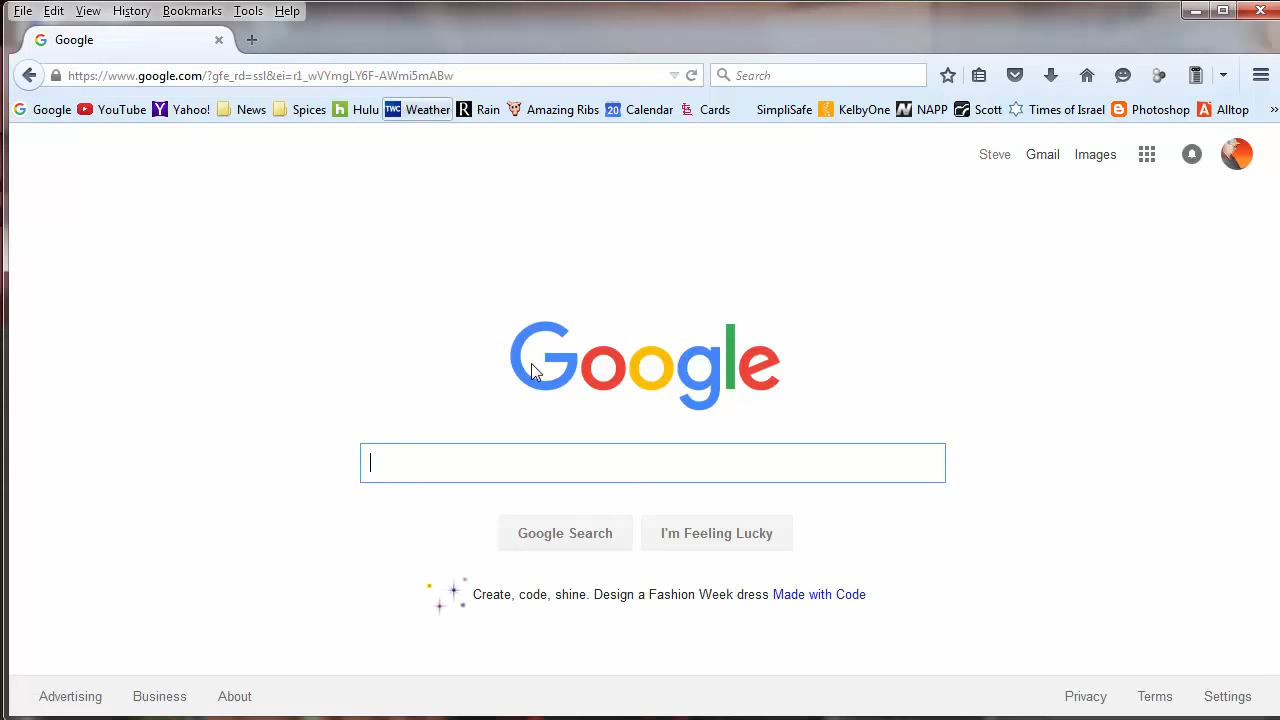 File Edit View History Bookmarks Tools Help
Google
https://www.google.com/?gfe_rd=ssl&ei=r1_wVYmgLY6F-AWmi5mABw Search
Google YouTube Yahoo! News Spices Hulu TWC Weather R Rain Amazing Ribs 20 Calendar Cards SimpliSafe KelbyOne NAPP Scott Times of Israel Photoshop Alltop
Steve Gmail Images
Google
Google Search I'm Feeling Lucky
Create, code, shine. Design a Fashion Week dress Made with Code
Advertising Business About Privacy Terms Settings